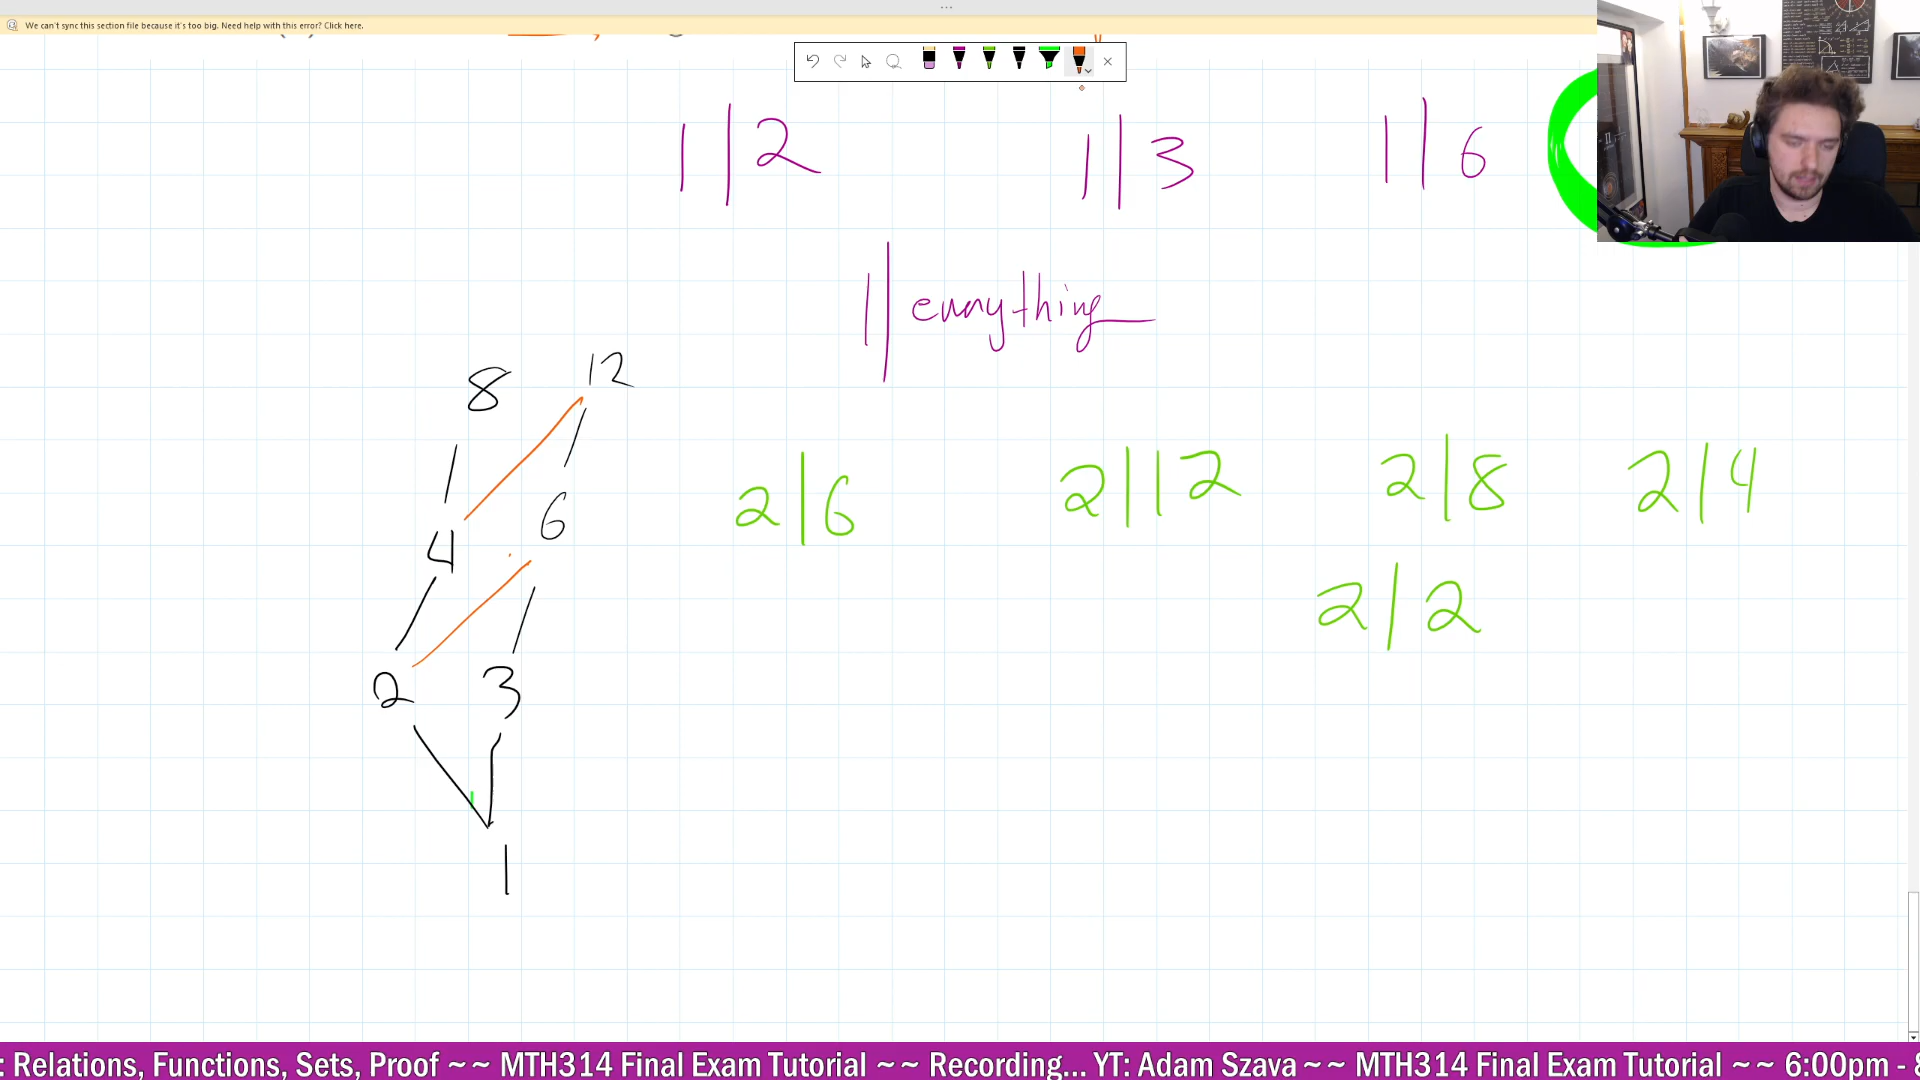 We can't sync this section file because it's too big. Need help with this error? Click here.
1|2 1|3 1|6
1|everything
8 12
2|6 2|12 2|8 2|4
4 6
2|2
2 3
1
: Relations, Functions, Sets, Proof ~~ MTH314 Final Exam Tutorial ~~ Recording... YT: Adam Szava ~~ MTH314 Final Exam Tutorial ~~ 6:00pm - 8